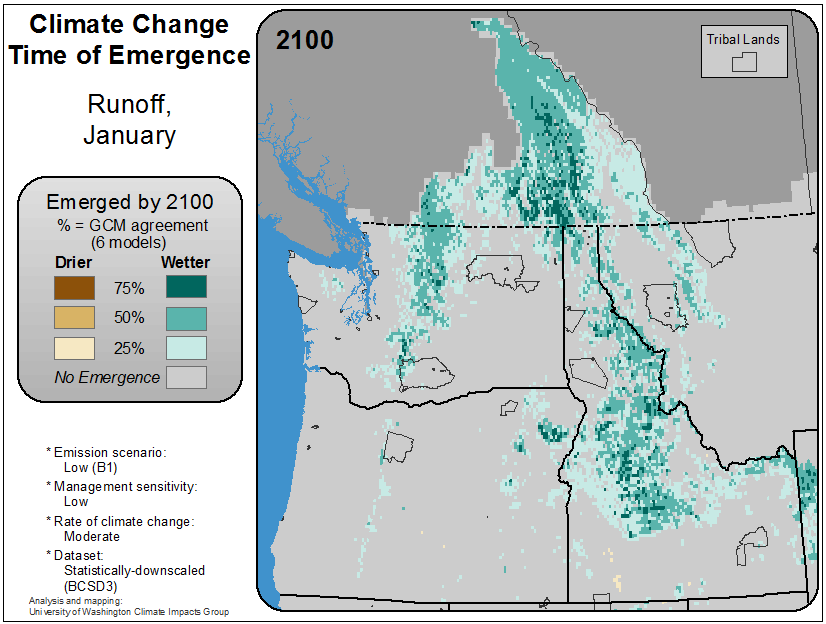 Climate Change
Time of Emergence
Runoff,
January
Emerged by 2100
% = GCM agreement
(6 models)
Drier Wetter
75%
50%
25%
No Emergence
* Emission scenario:
Low (B1)
* Management sensitivity:
Low
* Rate of climate change:
Moderate
* Dataset:
Statistically-downscaled
(BCSD3)
Analysis and mapping:
University of Washington Climate Impacts Group
2100
Tribal Lands